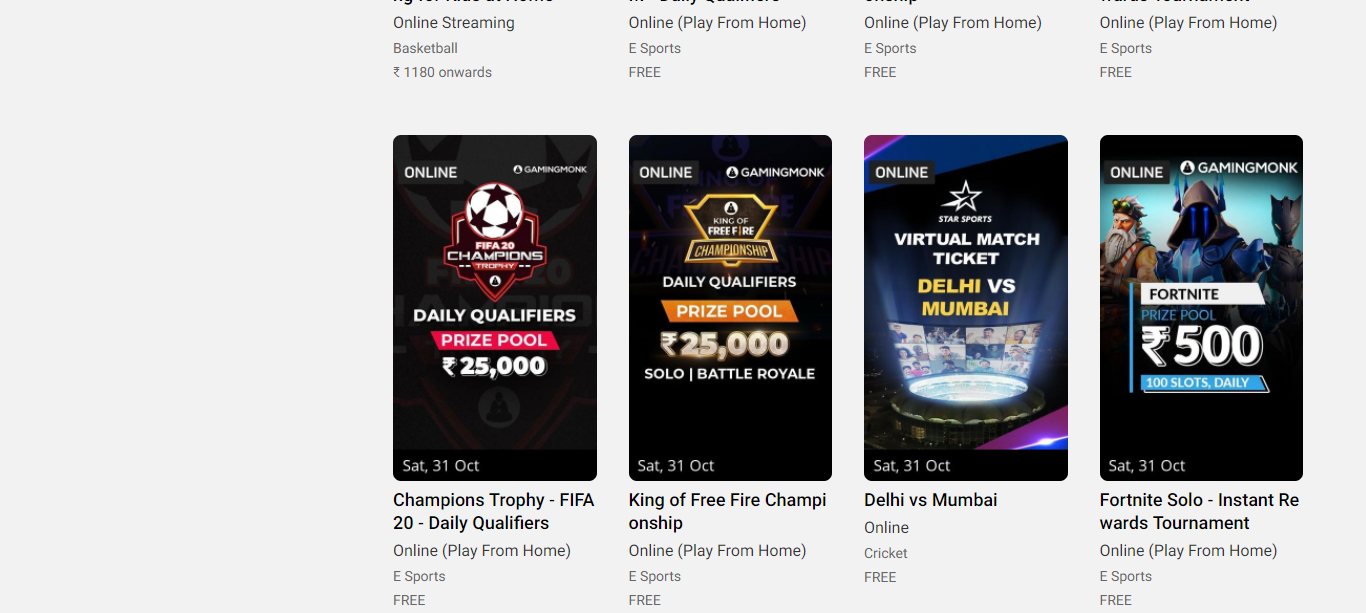 Online Streaming
Basketball
₹ 1180 onwards
Online (Play From Home)
E Sports
FREE
Online (Play From Home)
E Sports
FREE
Online (Play From Home)
E Sports
FREE
ONLINE
GAMINGMONK
FIFA 20
CHAMPIONS
TROPHY
DAILY QUALIFIERS
PRIZE POOL
₹25,000
Sat, 31 Oct
Champions Trophy - FIFA
20 - Daily Qualifiers
Online (Play From Home)
E Sports
FREE
ONLINE
GAMINGMONK
KING OF
FREE FIRE
CHAMPIONSHIP
DAILY QUALIFIERS
PRIZE POOL
₹25,000
SOLO | BATTLE ROYALE
Sat, 31 Oct
King of Free Fire Champi
onship
Online (Play From Home)
E Sports
FREE
ONLINE
STAR SPORTS
VIRTUAL MATCH
TICKET
DELHI VS
MUMBAI
Sat, 31 Oct
Delhi vs Mumbai
Online
Cricket
FREE
ONLINE
GAMINGMONK
FORTNITE
PRIZE POOL
₹500
100 SLOTS, DAILY
Sat, 31 Oct
Fortnite Solo - Instant Re
wards Tournament
Online (Play From Home)
E Sports
FREE